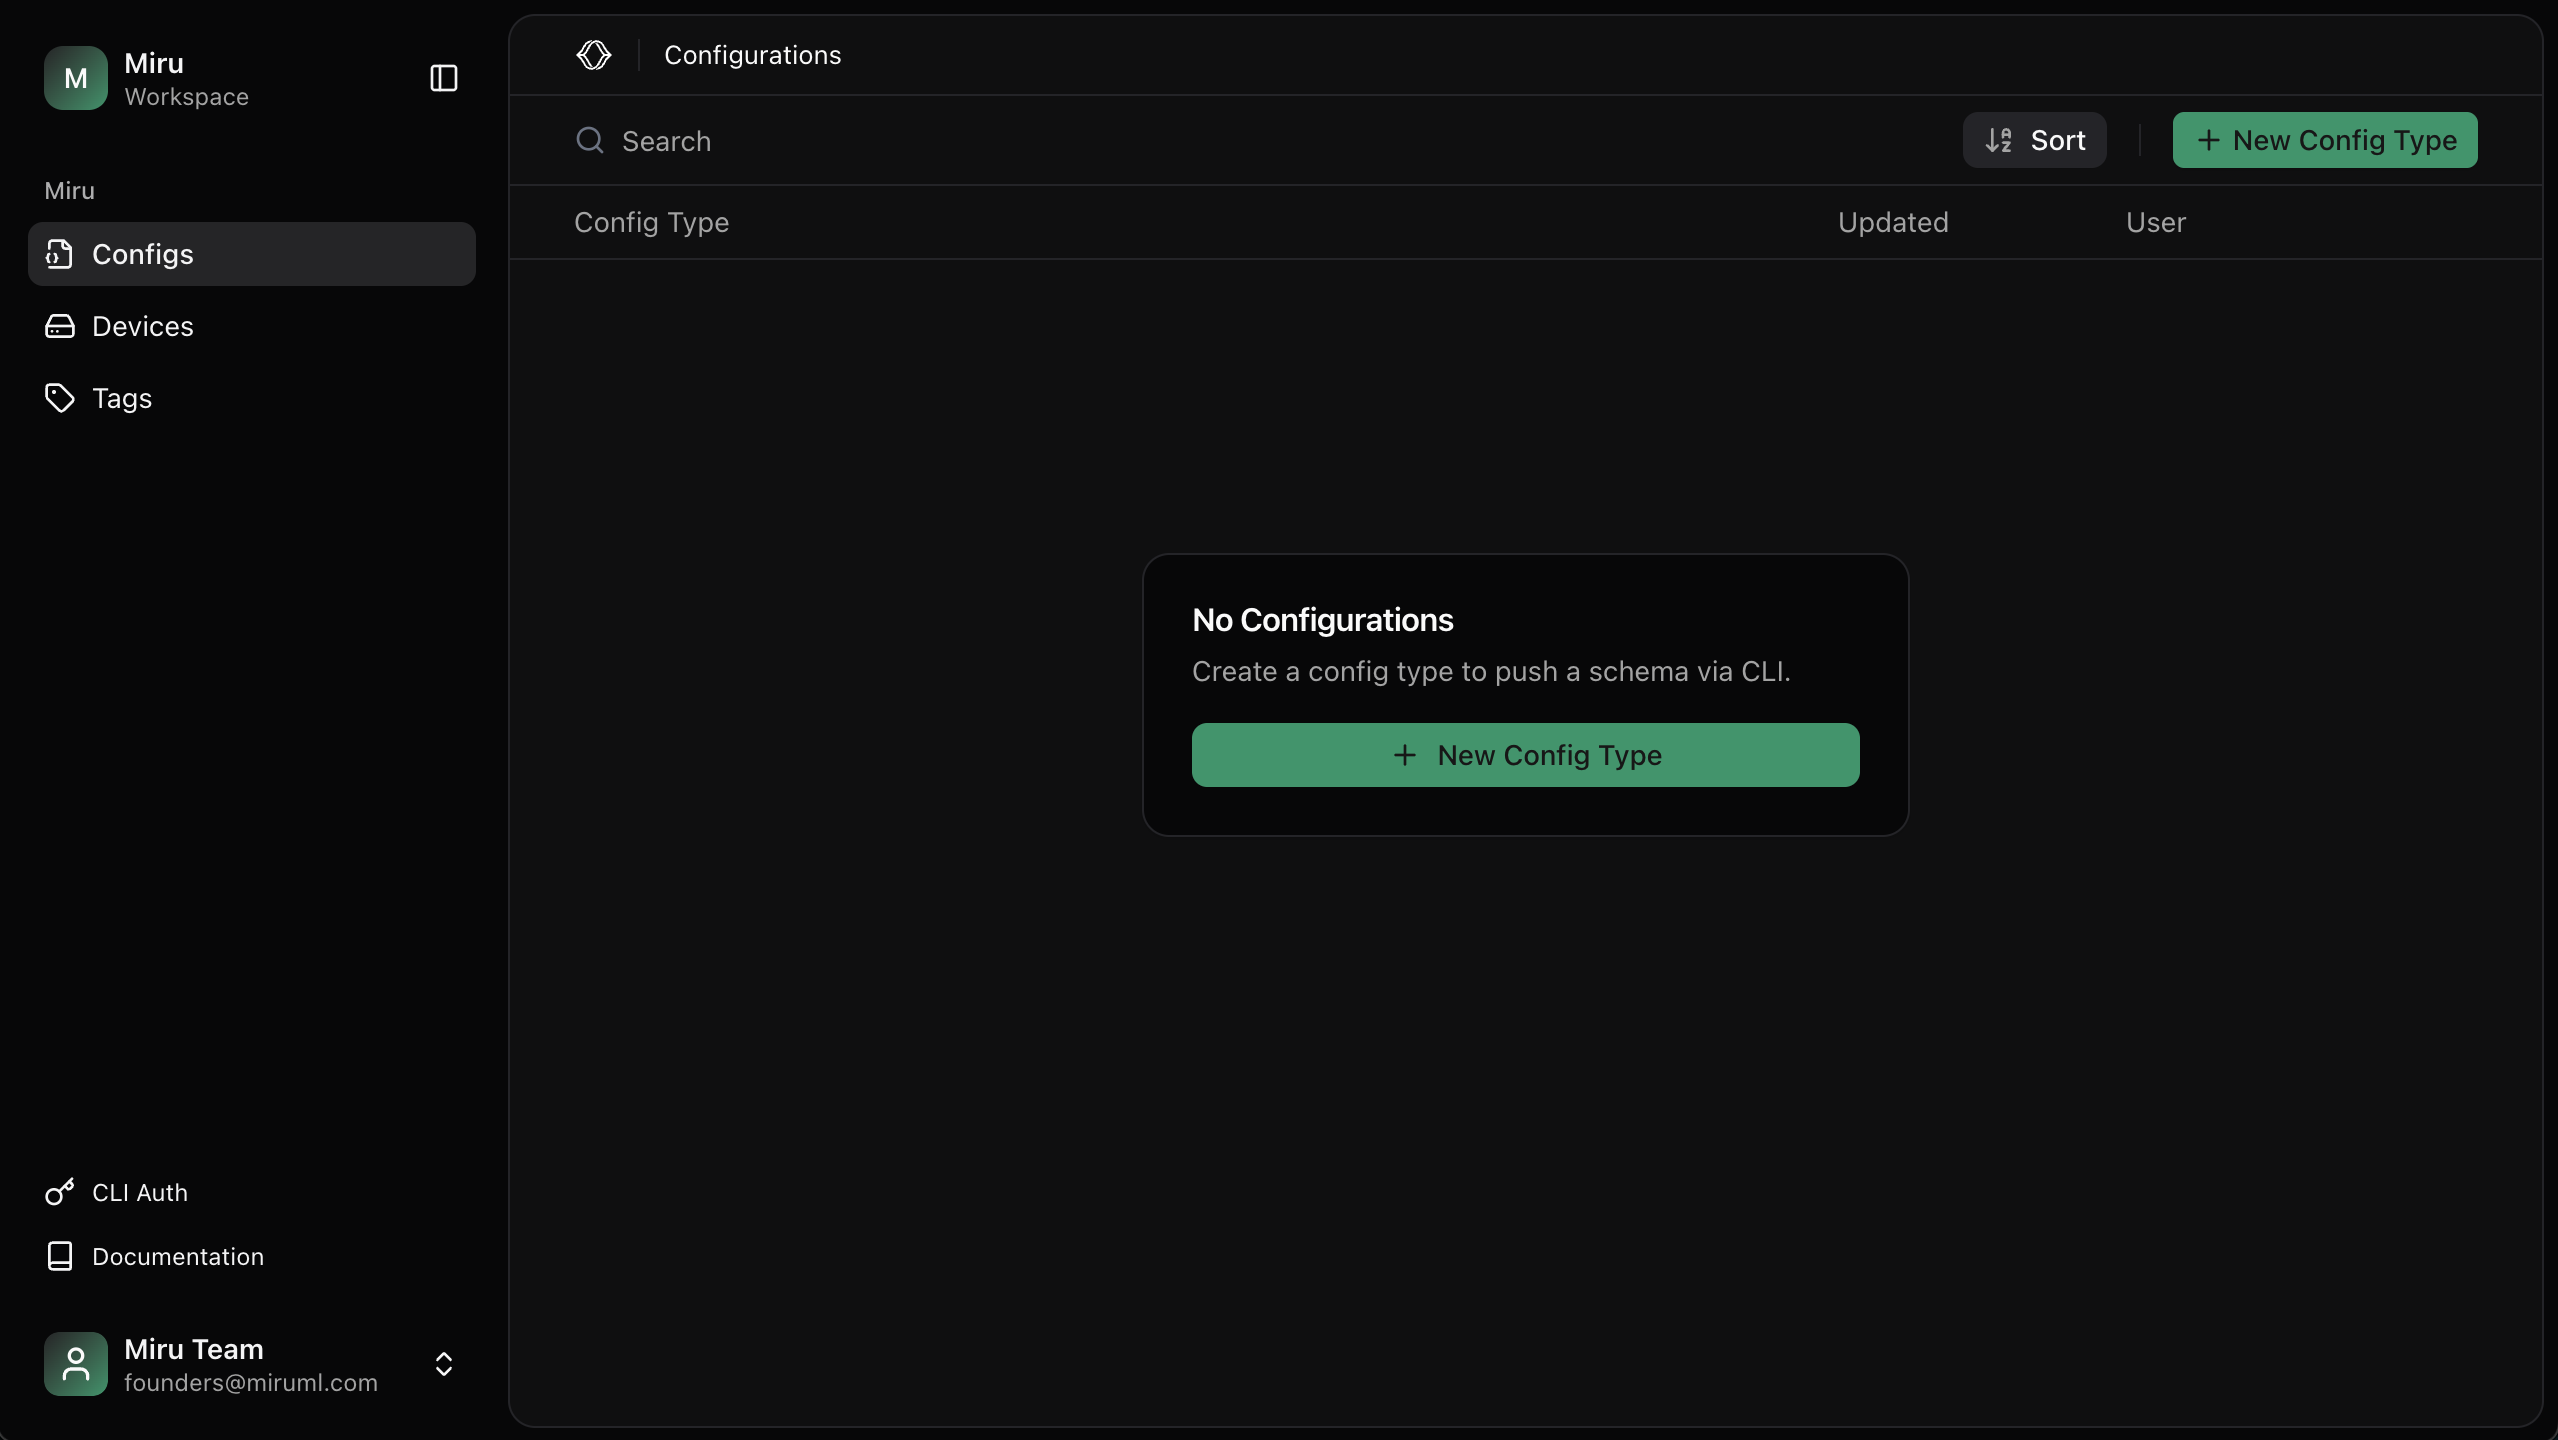 M
Miru
Workspace
Miru
Configs
Devices
Tags
CLI Auth
Documentation
Miru Team
founders@miruml.com
Configurations
Search
Sort
New Config Type
Config Type
Updated
User
No Configurations
Create a config type to push a schema via CLI.
New Config Type